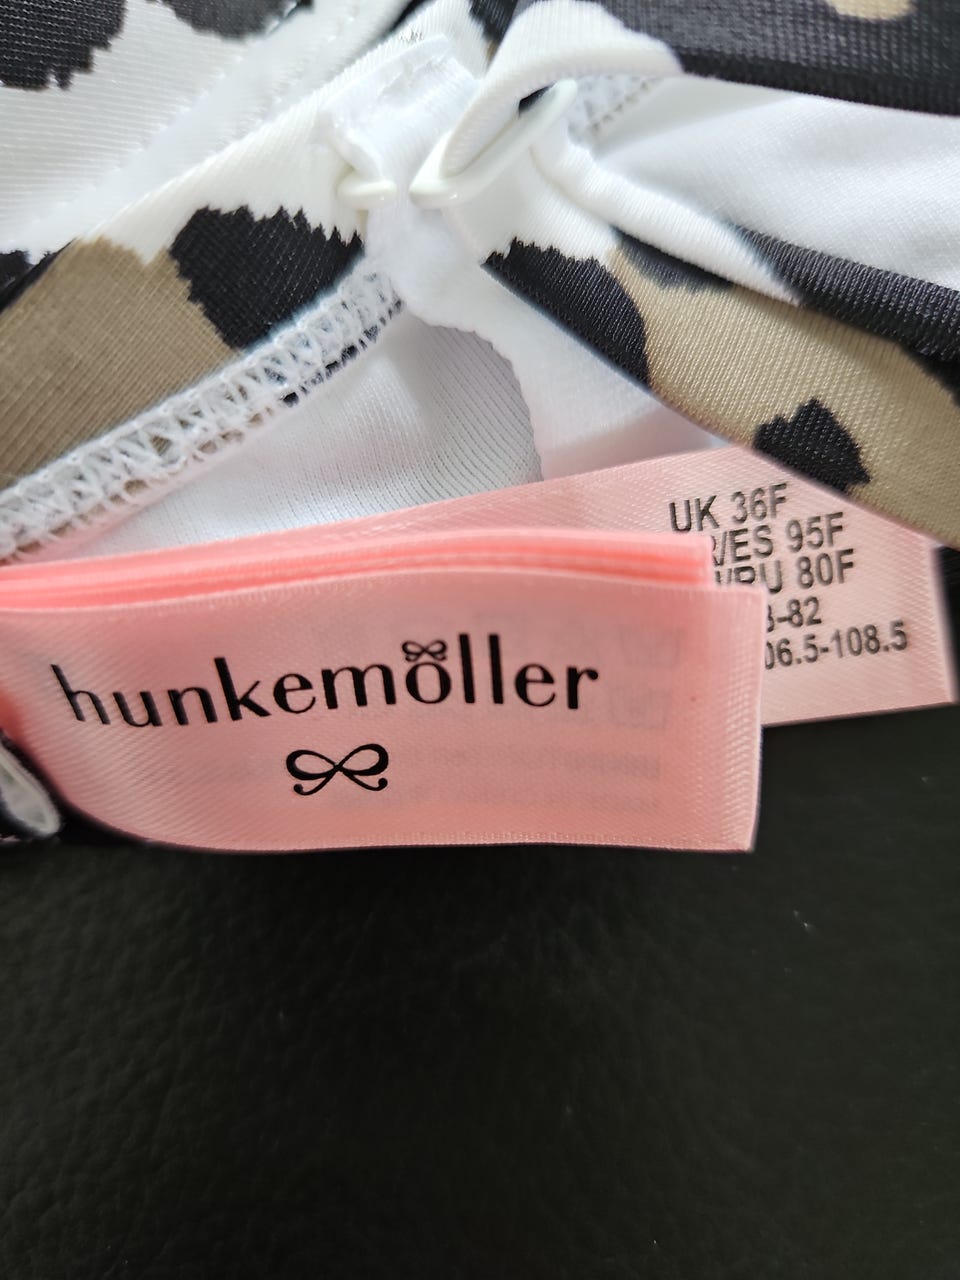 UK 36F
/ES 95F
80F
-82
06.5-108.5
hunkemöller